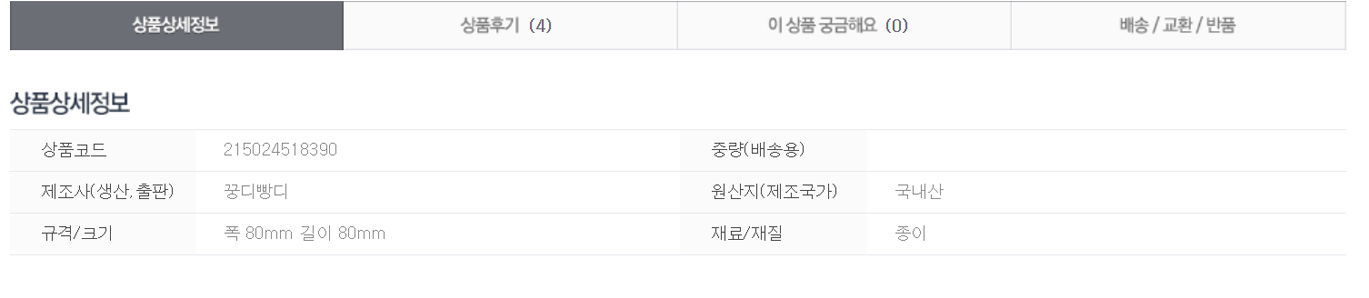 상품상세정보 상품후기 (4) 이 상품 궁금해요 (0) 배송 / 교환 / 반품
상품상세정보
상품코드 215024518390 중량(배송용)
제조사(생산,출판) 꿍디빵디 원산지(제조국가) 국내산
규격/크기 폭 80mm 길이 80mm 재료/재질 종이